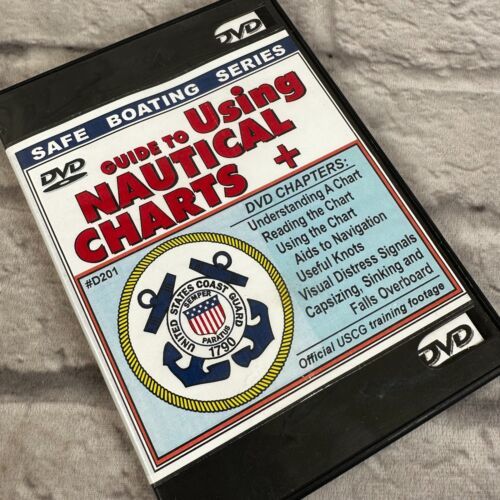 DVD
SAFE BOATING SERIES
DVD
GUIDE TO Using
NAUTICAL
CHARTS +
#D201
DVD CHAPTERS:
Understanding A Chart
Reading the Chart
Using the Chart
Aids to Navigation
Useful Knots
Visual Distress Signals
Capsizing, Sinking and
Falls Overboard
Official USCG training footage
UNITED STATES COAST GUARD
SEMPER
PARATUS
1790
DVD